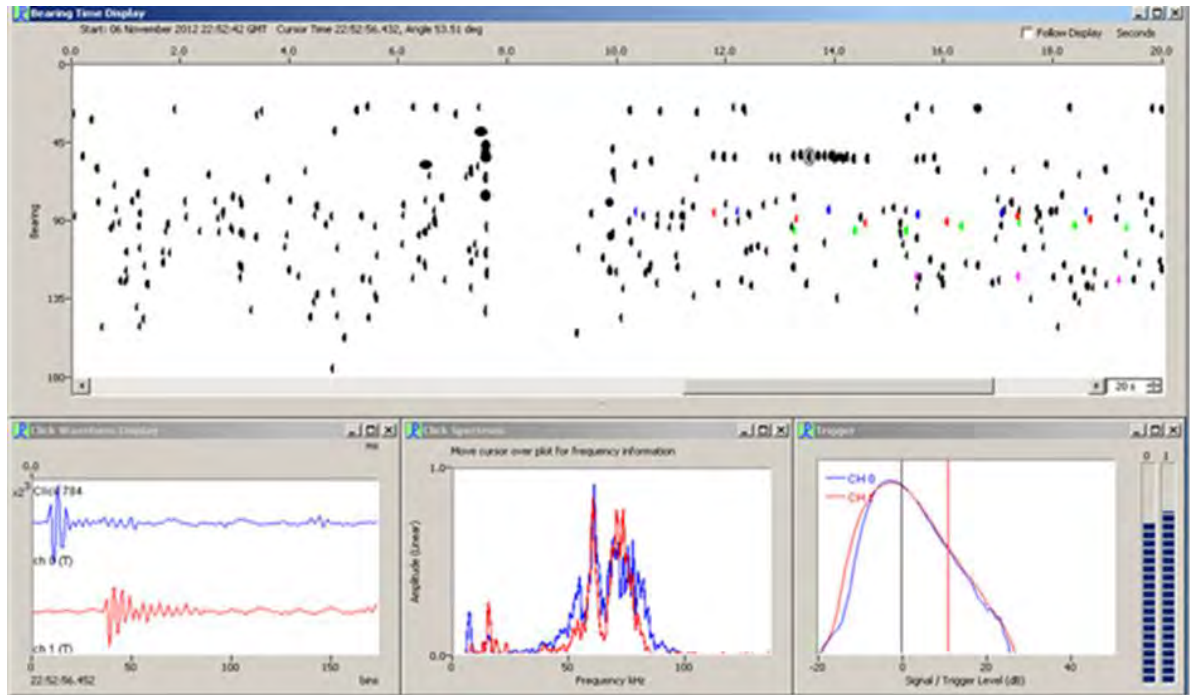 Bearing Time Display
Start: 06 November 2012 22:52:42 GMT Cursor Time 22:52:56.432, Angle 53.51 deg
Follow Display Seconds
0.0 2.0 4.0 6.0 8.0 10.0 12.0 14.0 16.0 18.0 20.0
0
45
Bearing
90
135
180
20 s
Click Waveform Display
ms
0.0
Click 784
ch 0 (T)
ch 1 (T)
0 50 100 150
22:52:56.452 bins
Click Spectrum
Move cursor over plot for frequency information
1.0
Amplitude (Linear)
0.0
0 50 100
Frequency kHz
Trigger
0 1
CH 0
CH
-20 0 20 40
Signal / Trigger Level (dB)